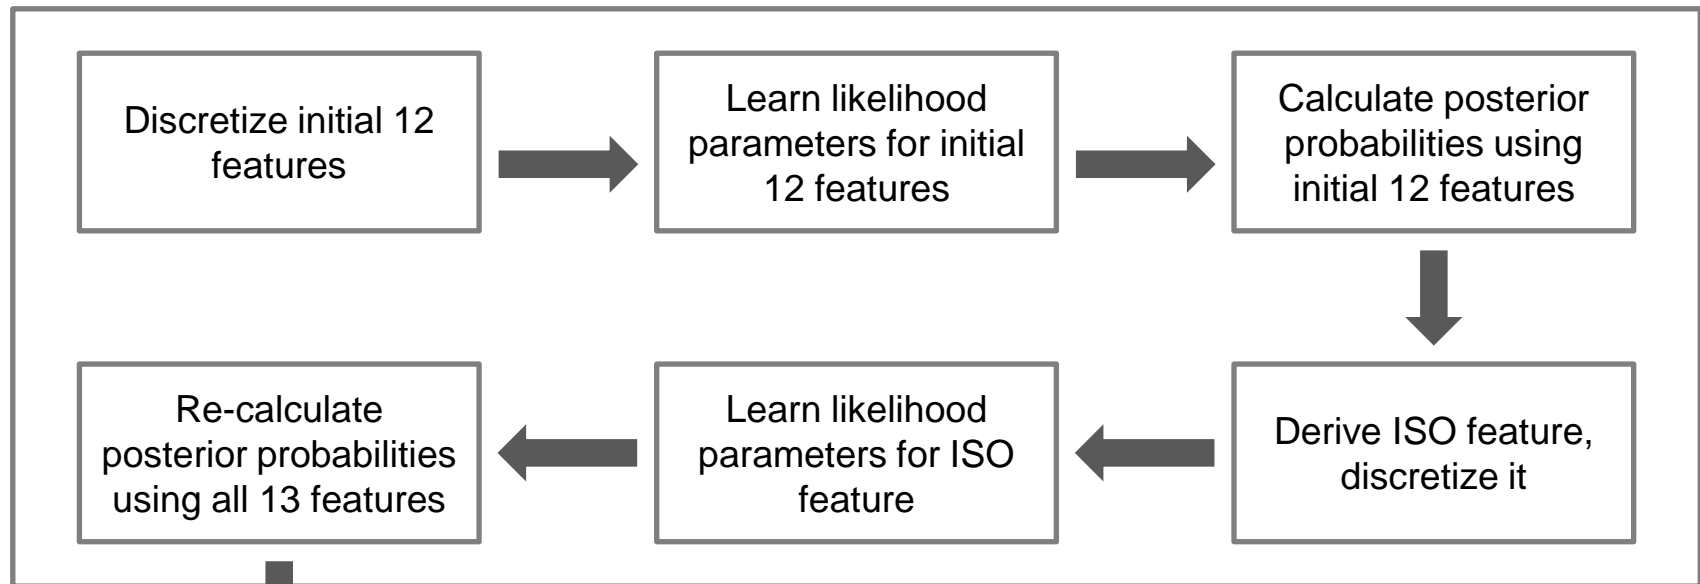 Discretize initial 12
features
Learn likelihood
parameters for initial
12 features
Calculate posterior
probabilities using
initial 12 features
Derive ISO feature,
discretize it
Learn likelihood
parameters for ISO
feature
Re-calculate
posterior probabilities
using all 13 features